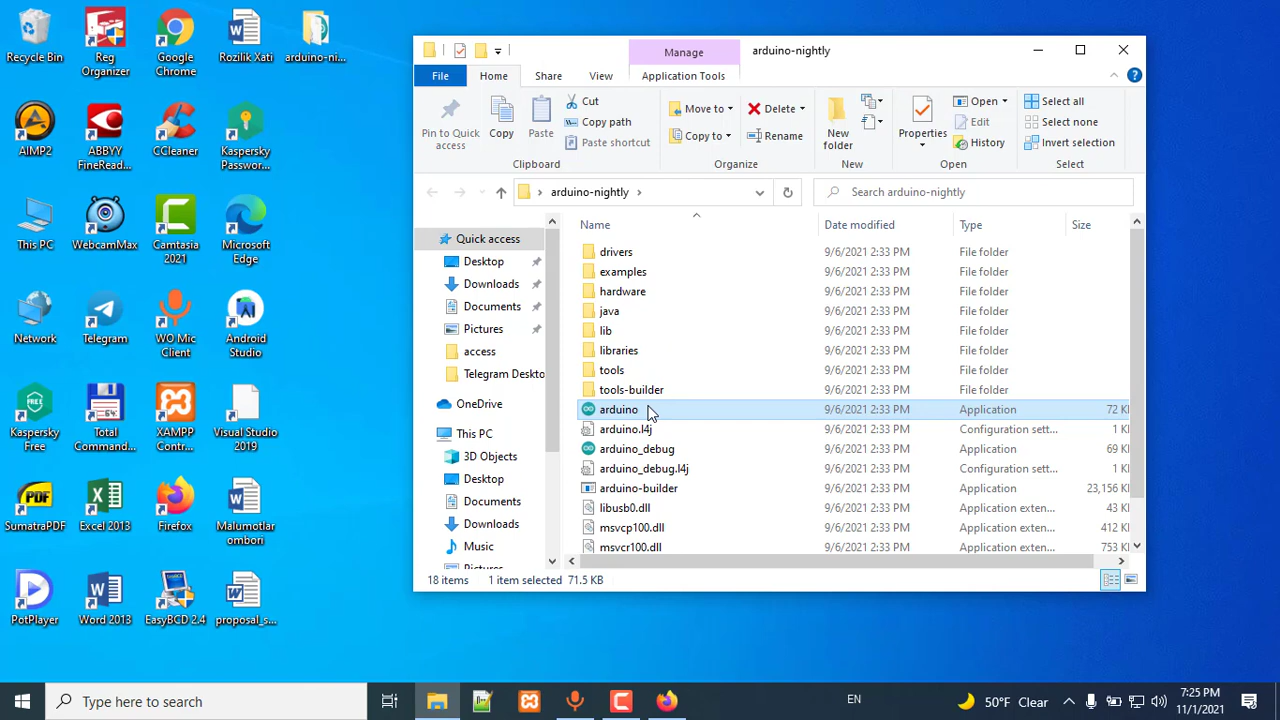 Recycle Bin
Reg Organizer
Google Chrome
Rozilik Xati
arduino-ni...
AIMP2
ABBYY FineRead...
CCleaner
Kaspersky Passwor...
This PC
WebcamMax
Camtasia 2021
Microsoft Edge
Network
Telegram
WO Mic Client
Android Studio
Kaspersky Free
Total Command...
XAMPP Contr...
Visual Studio 2019
SumatraPDF
Excel 2013
Firefox
Malumotlar ombori
PotPlayer
Word 2013
EasyBCD 2.4
proposal_s...
Manage
arduino-nightly
File
Home
Share
View
Application Tools
Pin to Quick access
Copy
Paste
Cut
Copy path
Paste shortcut
Clipboard
Move to
Copy to
Delete
Rename
Organize
New folder
New
Properties
Open
Edit
History
Open
Select all
Select none
Invert selection
Select
arduino-nightly
Search arduino-nightly
Quick access
Desktop
Downloads
Documents
Pictures
access
Telegram Deskto
OneDrive
This PC
3D Objects
Desktop
Documents
Downloads
Music
Pictures
Name Date modified Type Size
drivers 9/6/2021 2:33 PM File folder
examples 9/6/2021 2:33 PM File folder
hardware 9/6/2021 2:33 PM File folder
java 9/6/2021 2:33 PM File folder
lib 9/6/2021 2:33 PM File folder
libraries 9/6/2021 2:33 PM File folder
tools 9/6/2021 2:33 PM File folder
tools-builder 9/6/2021 2:33 PM File folder
arduino 9/6/2021 2:33 PM Application 72 K
arduino.l4j 9/6/2021 2:33 PM Configuration sett... 1 K
arduino_debug 9/6/2021 2:33 PM Application 69 K
arduino_debug.l4j 9/6/2021 2:33 PM Configuration sett... 1 K
arduino-builder 9/6/2021 2:33 PM Application 23,156 K
libusb0.dll 9/6/2021 2:33 PM Application exten... 43 K
msvcp100.dll 9/6/2021 2:33 PM Application exten... 412 K
msvcr100.dll 9/6/2021 2:33 PM Application exten... 753 K
18 items 1 item selected 71.5 KB
Type here to search
EN
50°F Clear
7:25 PM
11/1/2021